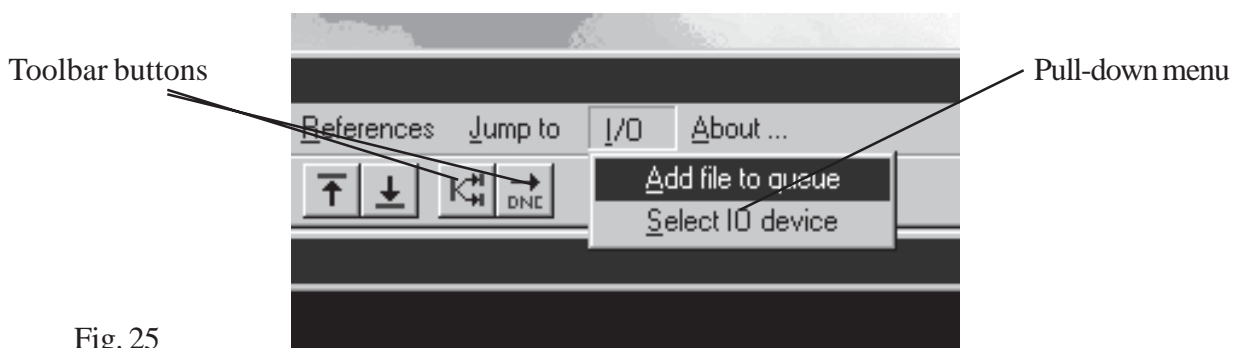 Toolbar buttons
Pull-down menu
References Jump to I/O About ...
DNC
Add file to queue
Select IO device
Fig. 25